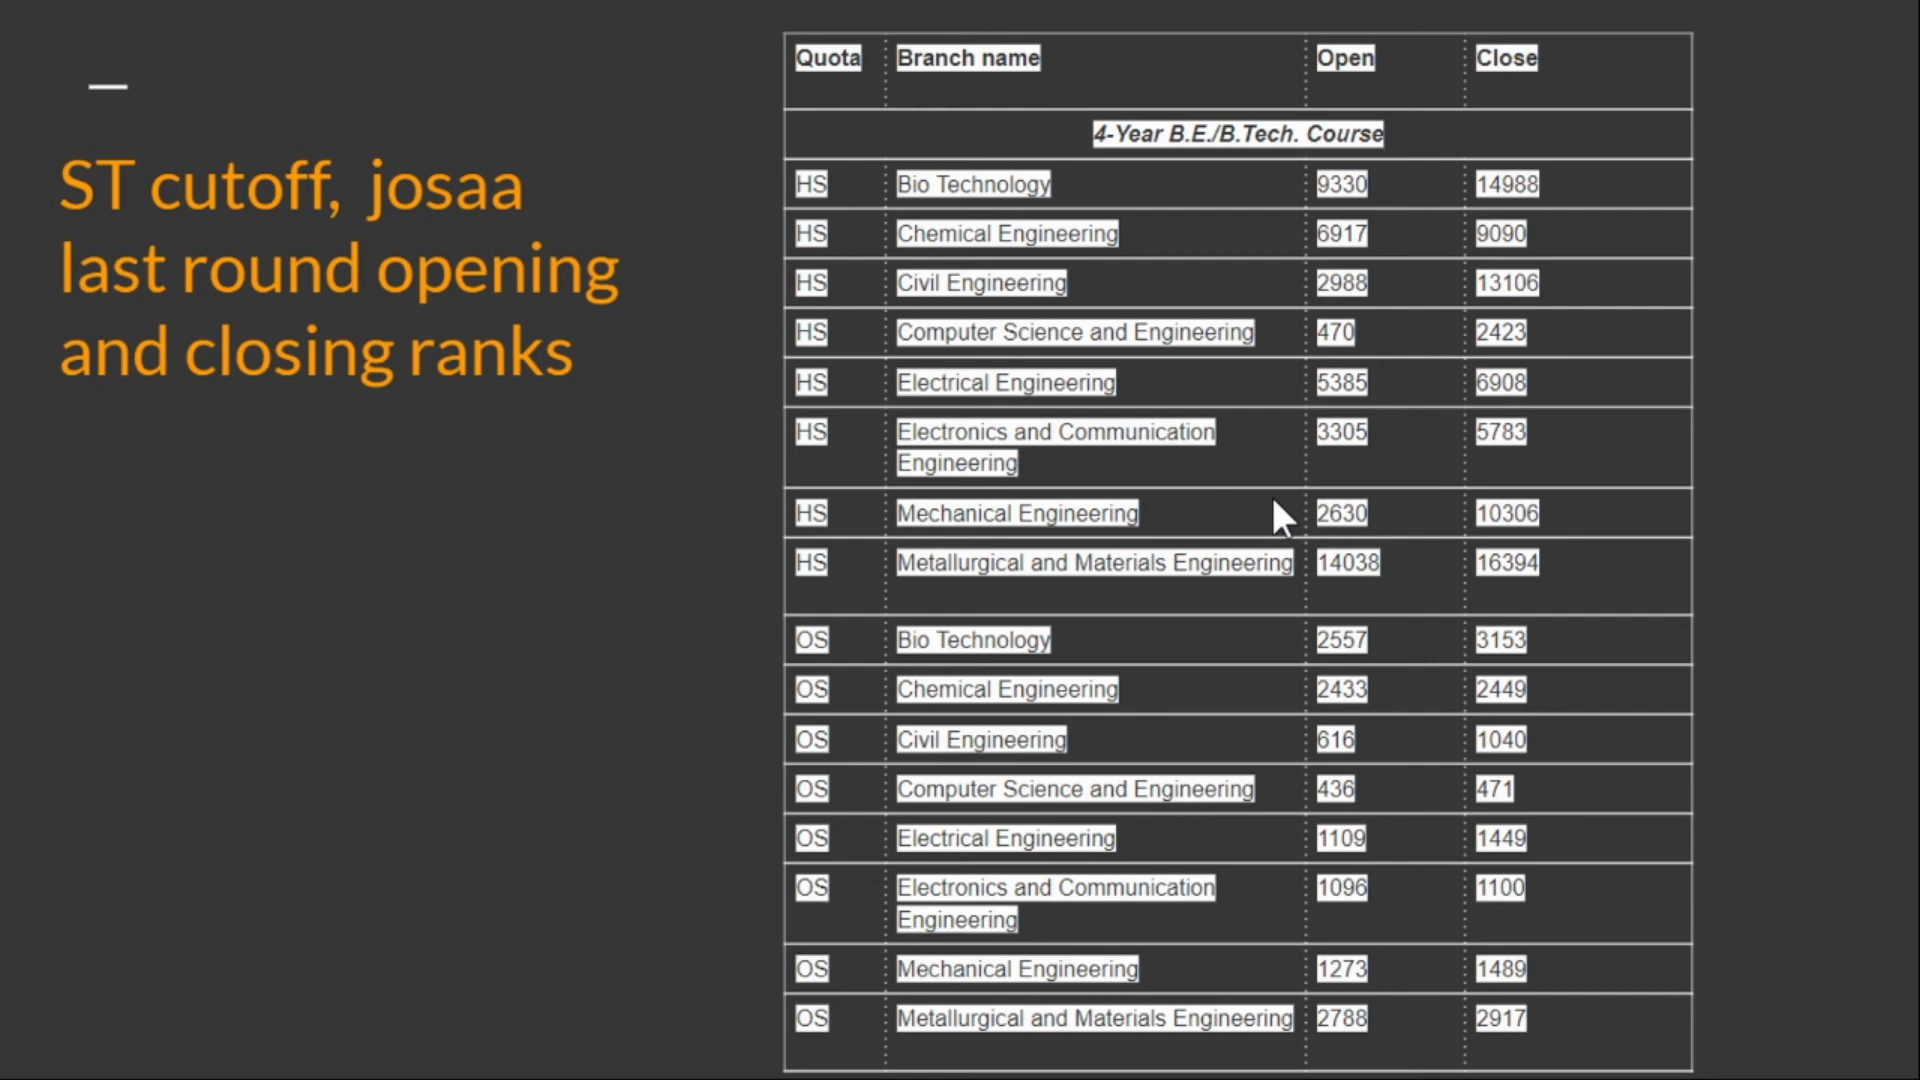 ST cutoff, josaa
last round opening
and closing ranks
Quota Branch name Open Close
4-Year B.E./B.Tech. Course
HS Bio Technology 9330 14988
HS Chemical Engineering 6917 9090
HS Civil Engineering 2988 13106
HS Computer Science and Engineering 470 2423
HS Electrical Engineering 5385 6908
HS Electronics and Communication 3305 5783
Engineering
HS Mechanical Engineering 2630 10306
HS Metallurgical and Materials Engineering 14038 16394
OS Bio Technology 2557 3153
OS Chemical Engineering 2433 2449
OS Civil Engineering 616 1040
OS Computer Science and Engineering 436 471
OS Electrical Engineering 1109 1449
OS Electronics and Communication 1096 1100
Engineering
OS Mechanical Engineering 1273 1489
OS Metallurgical and Materials Engineering 2788 2917